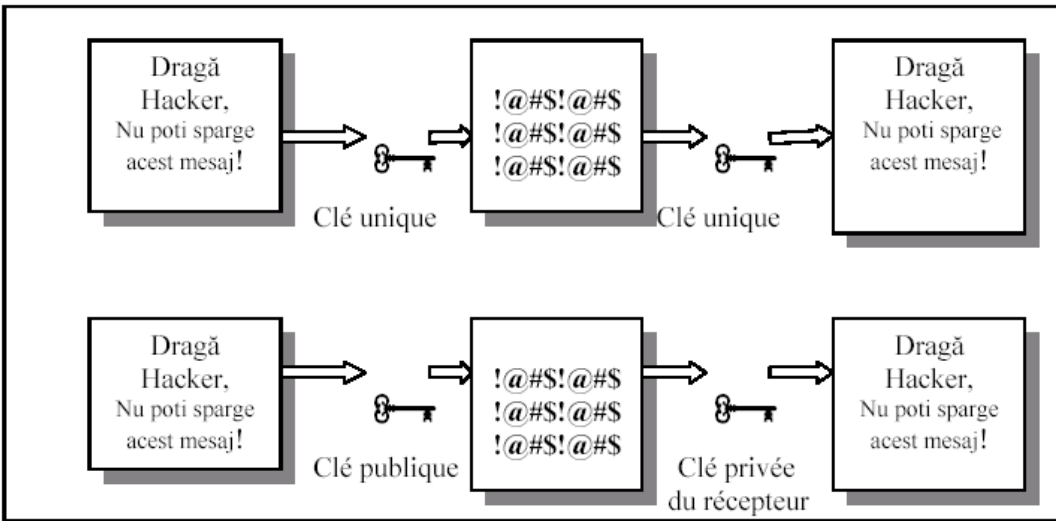 Dragă
Hacker,
Nu poti sparge
acest mesaj!
Clé unique
!@#$!@#$
!@#$!@#$
!@#$!@#$
Clé unique
Dragă
Hacker,
Nu poti sparge
acest mesaj!
Dragă
Hacker,
Nu poti sparge
acest mesaj!
Clé publique
!@#$!@#$
!@#$!@#$
!@#$!@#$
Clé privée
du récepteur
Dragă
Hacker,
Nu poti sparge
acest mesaj!